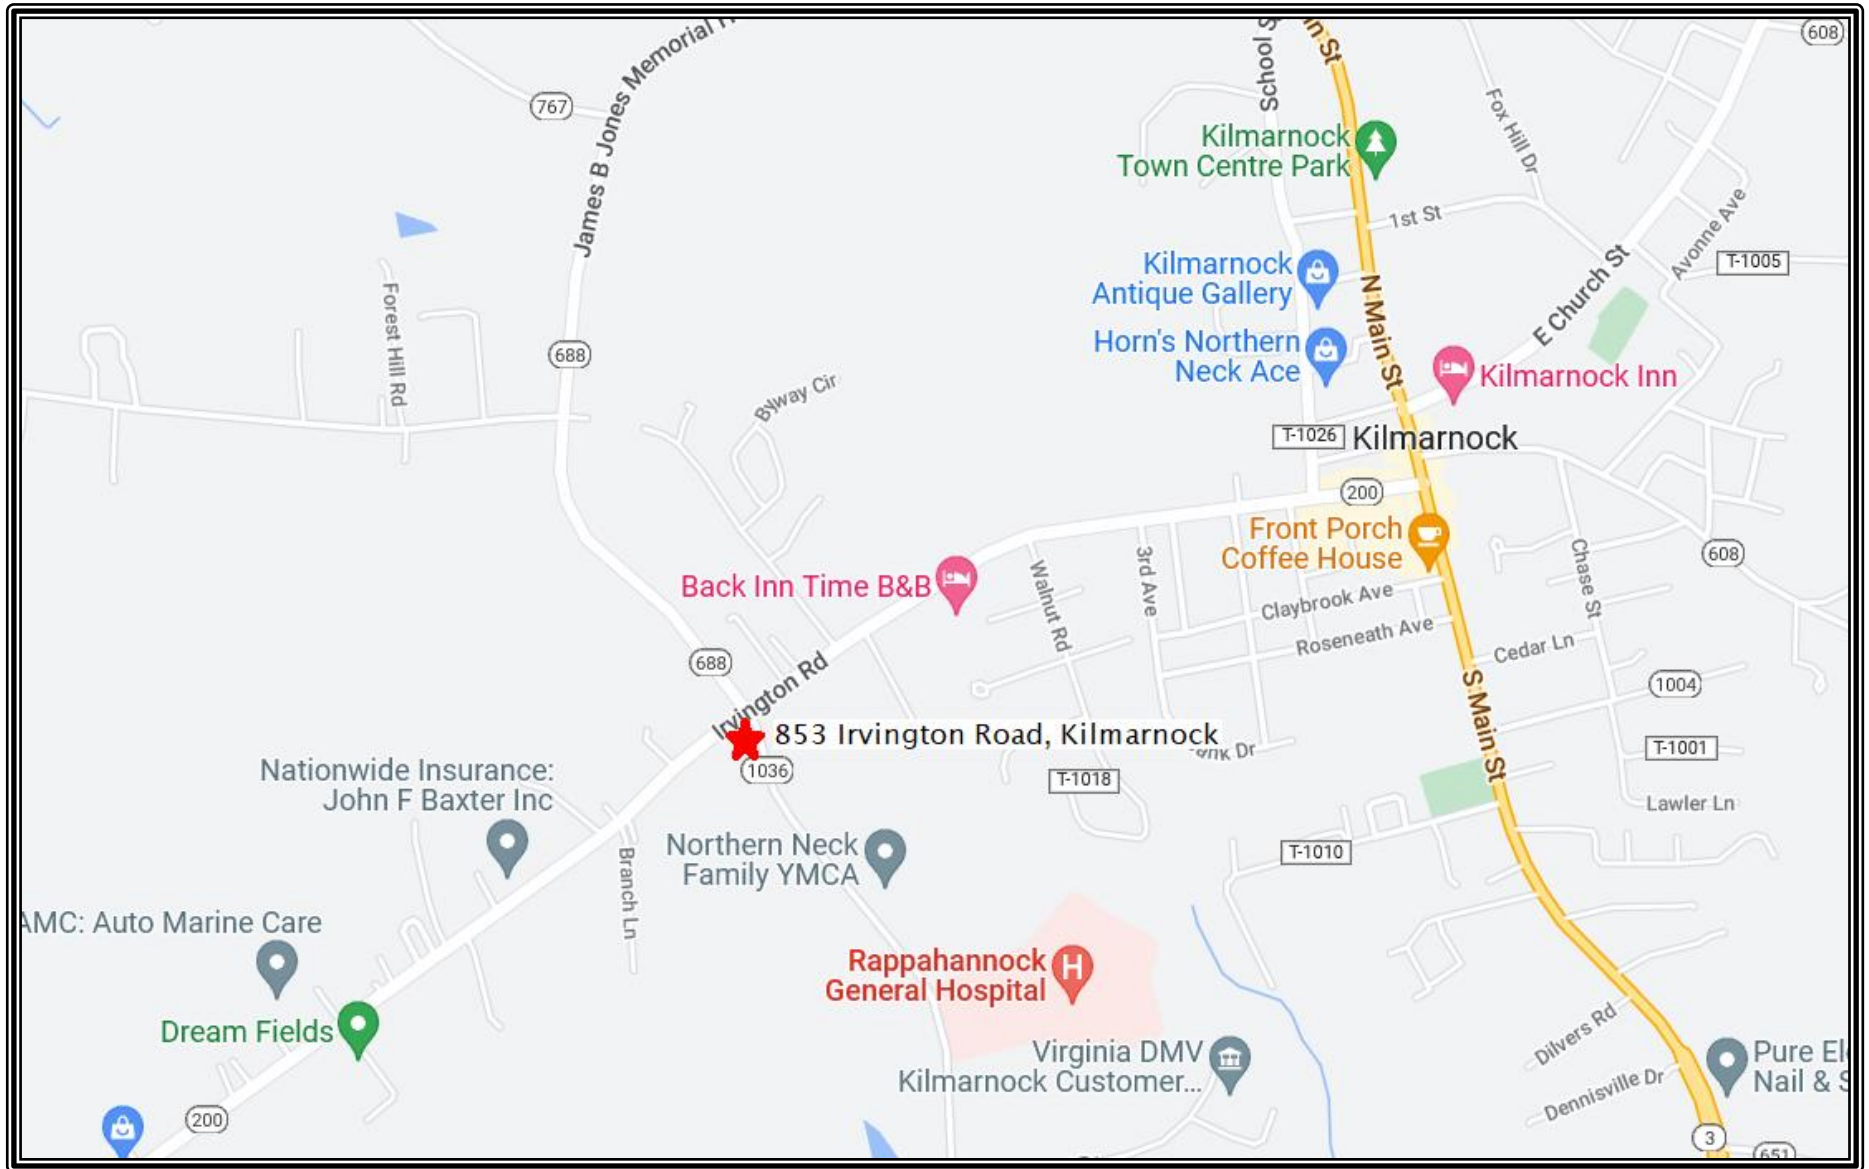 608
767
James B Jones Memorial
School S
in St
Kilmarnock
Town Centre Park
Fox Hill Dr
1st St
Avonne Ave
T-1005
Kilmarnock
Antique Gallery
N Main St
E Church St
Forest Hill Rd
688
Horn's Northern
Neck Ace
Kilmarnock Inn
Byway Cir
T-1026
Kilmarnock
200
Front Porch
Coffee House
Chase St
608
Back Inn Time B&B
Walnut Rd
3rd Ave
Claybrook Ave
Roseneath Ave
Cedar Ln
688
Irvington Rd
S Main St
1004
853 Irvington Road, Kilmarnock
T-1001
1036
T-1018
Nationwide Insurance:
John F Baxter Inc
Lawler Ln
Northern Neck
Family YMCA
T-1010
Branch Ln
AMC: Auto Marine Care
Rappahannock
General Hospital
H
Dream Fields
Dilvers Rd
Virginia DMV
Kilmarnock Customer...
Pure El
Nail & S
Dennisville Dr
200
3
651